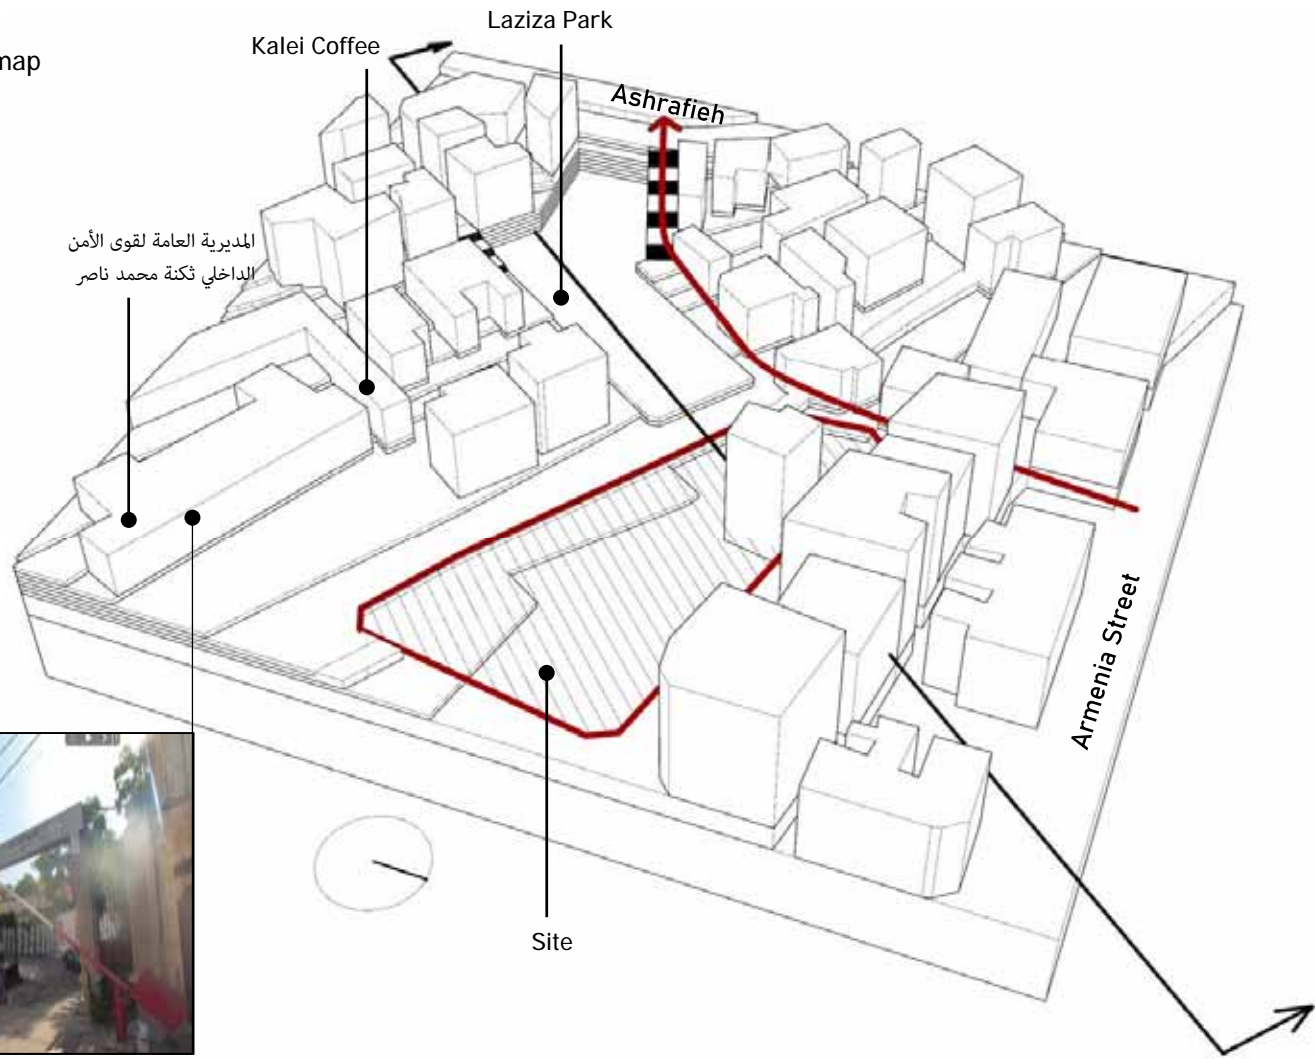 Laziza Park
Kalei Coffee
map
Ashrafieh
المديرية العامة لقوى الأمن
الداخلي ثكنة محمد ناصر
Armenia Street
Site